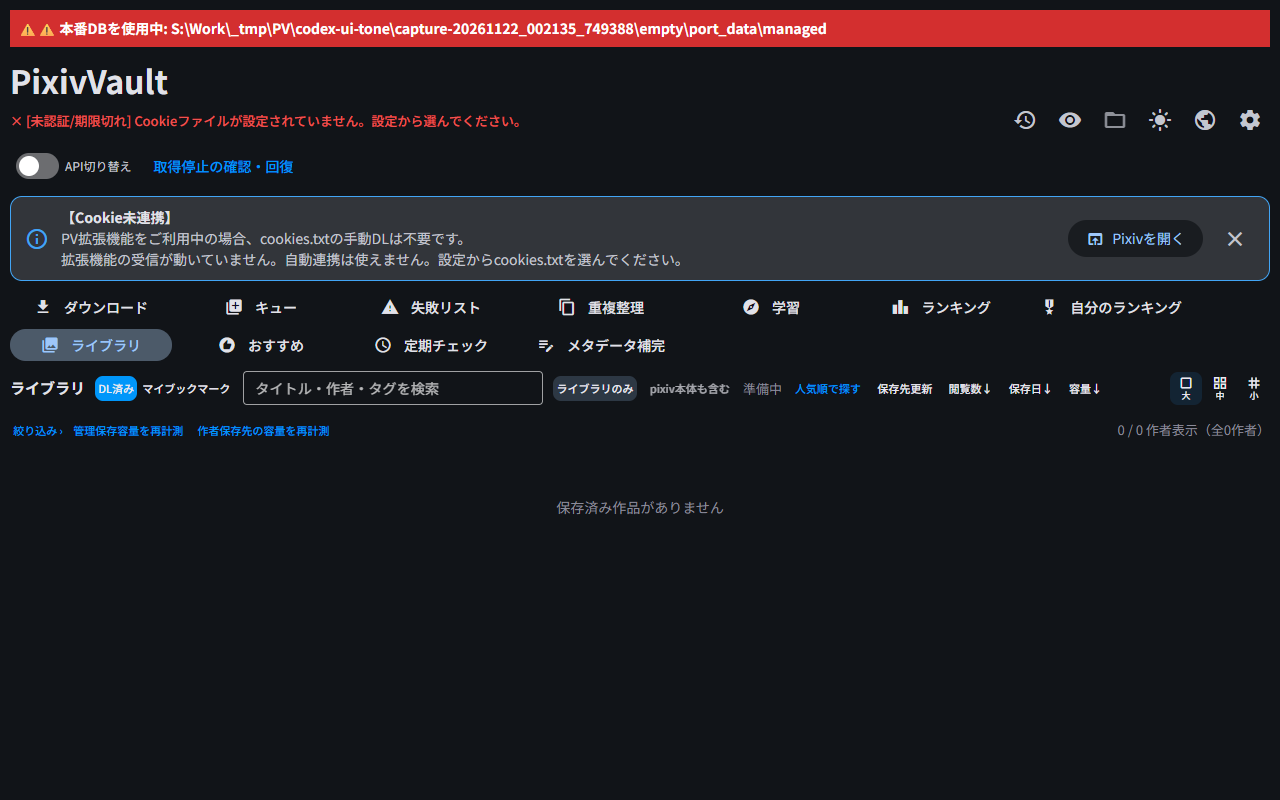 ⚠⚠ 本番DBを使用中: S:\Work\_tmp\PV\codex-ui-tone\capture-20261122_002135_749388\empty\port_data\managed
PixivVault
× [未認証/期限切れ] Cookieファイルが設定されていません。設定から選んでください。
API切り替え 取得停止の確認・回復
【Cookie未連携】
PV拡張機能をご利用中の場合、cookies.txtの手動DLは不要です。
拡張機能の受信が動いていません。自動連携は使えません。設定からcookies.txtを選んでください。
Pixivを開く
ダウンロード キュー 失敗リスト 重複整理 学習 ランキング 自分のランキング
ライブラリ おすすめ 定期チェック メタデータ補完
ライブラリ DL済み マイブックマーク タイトル・作者・タグを検索 ライブラリのみ pixiv本体も含む 準備中 人気順で探す 保存先更新 閲覧数↓ 保存日↓ 容量↓ 大 中 小
絞り込み › 管理保存容量を再計測 作者保存先の容量を再計測 0 / 0 作者表示（全0作者）
保存済み作品がありません